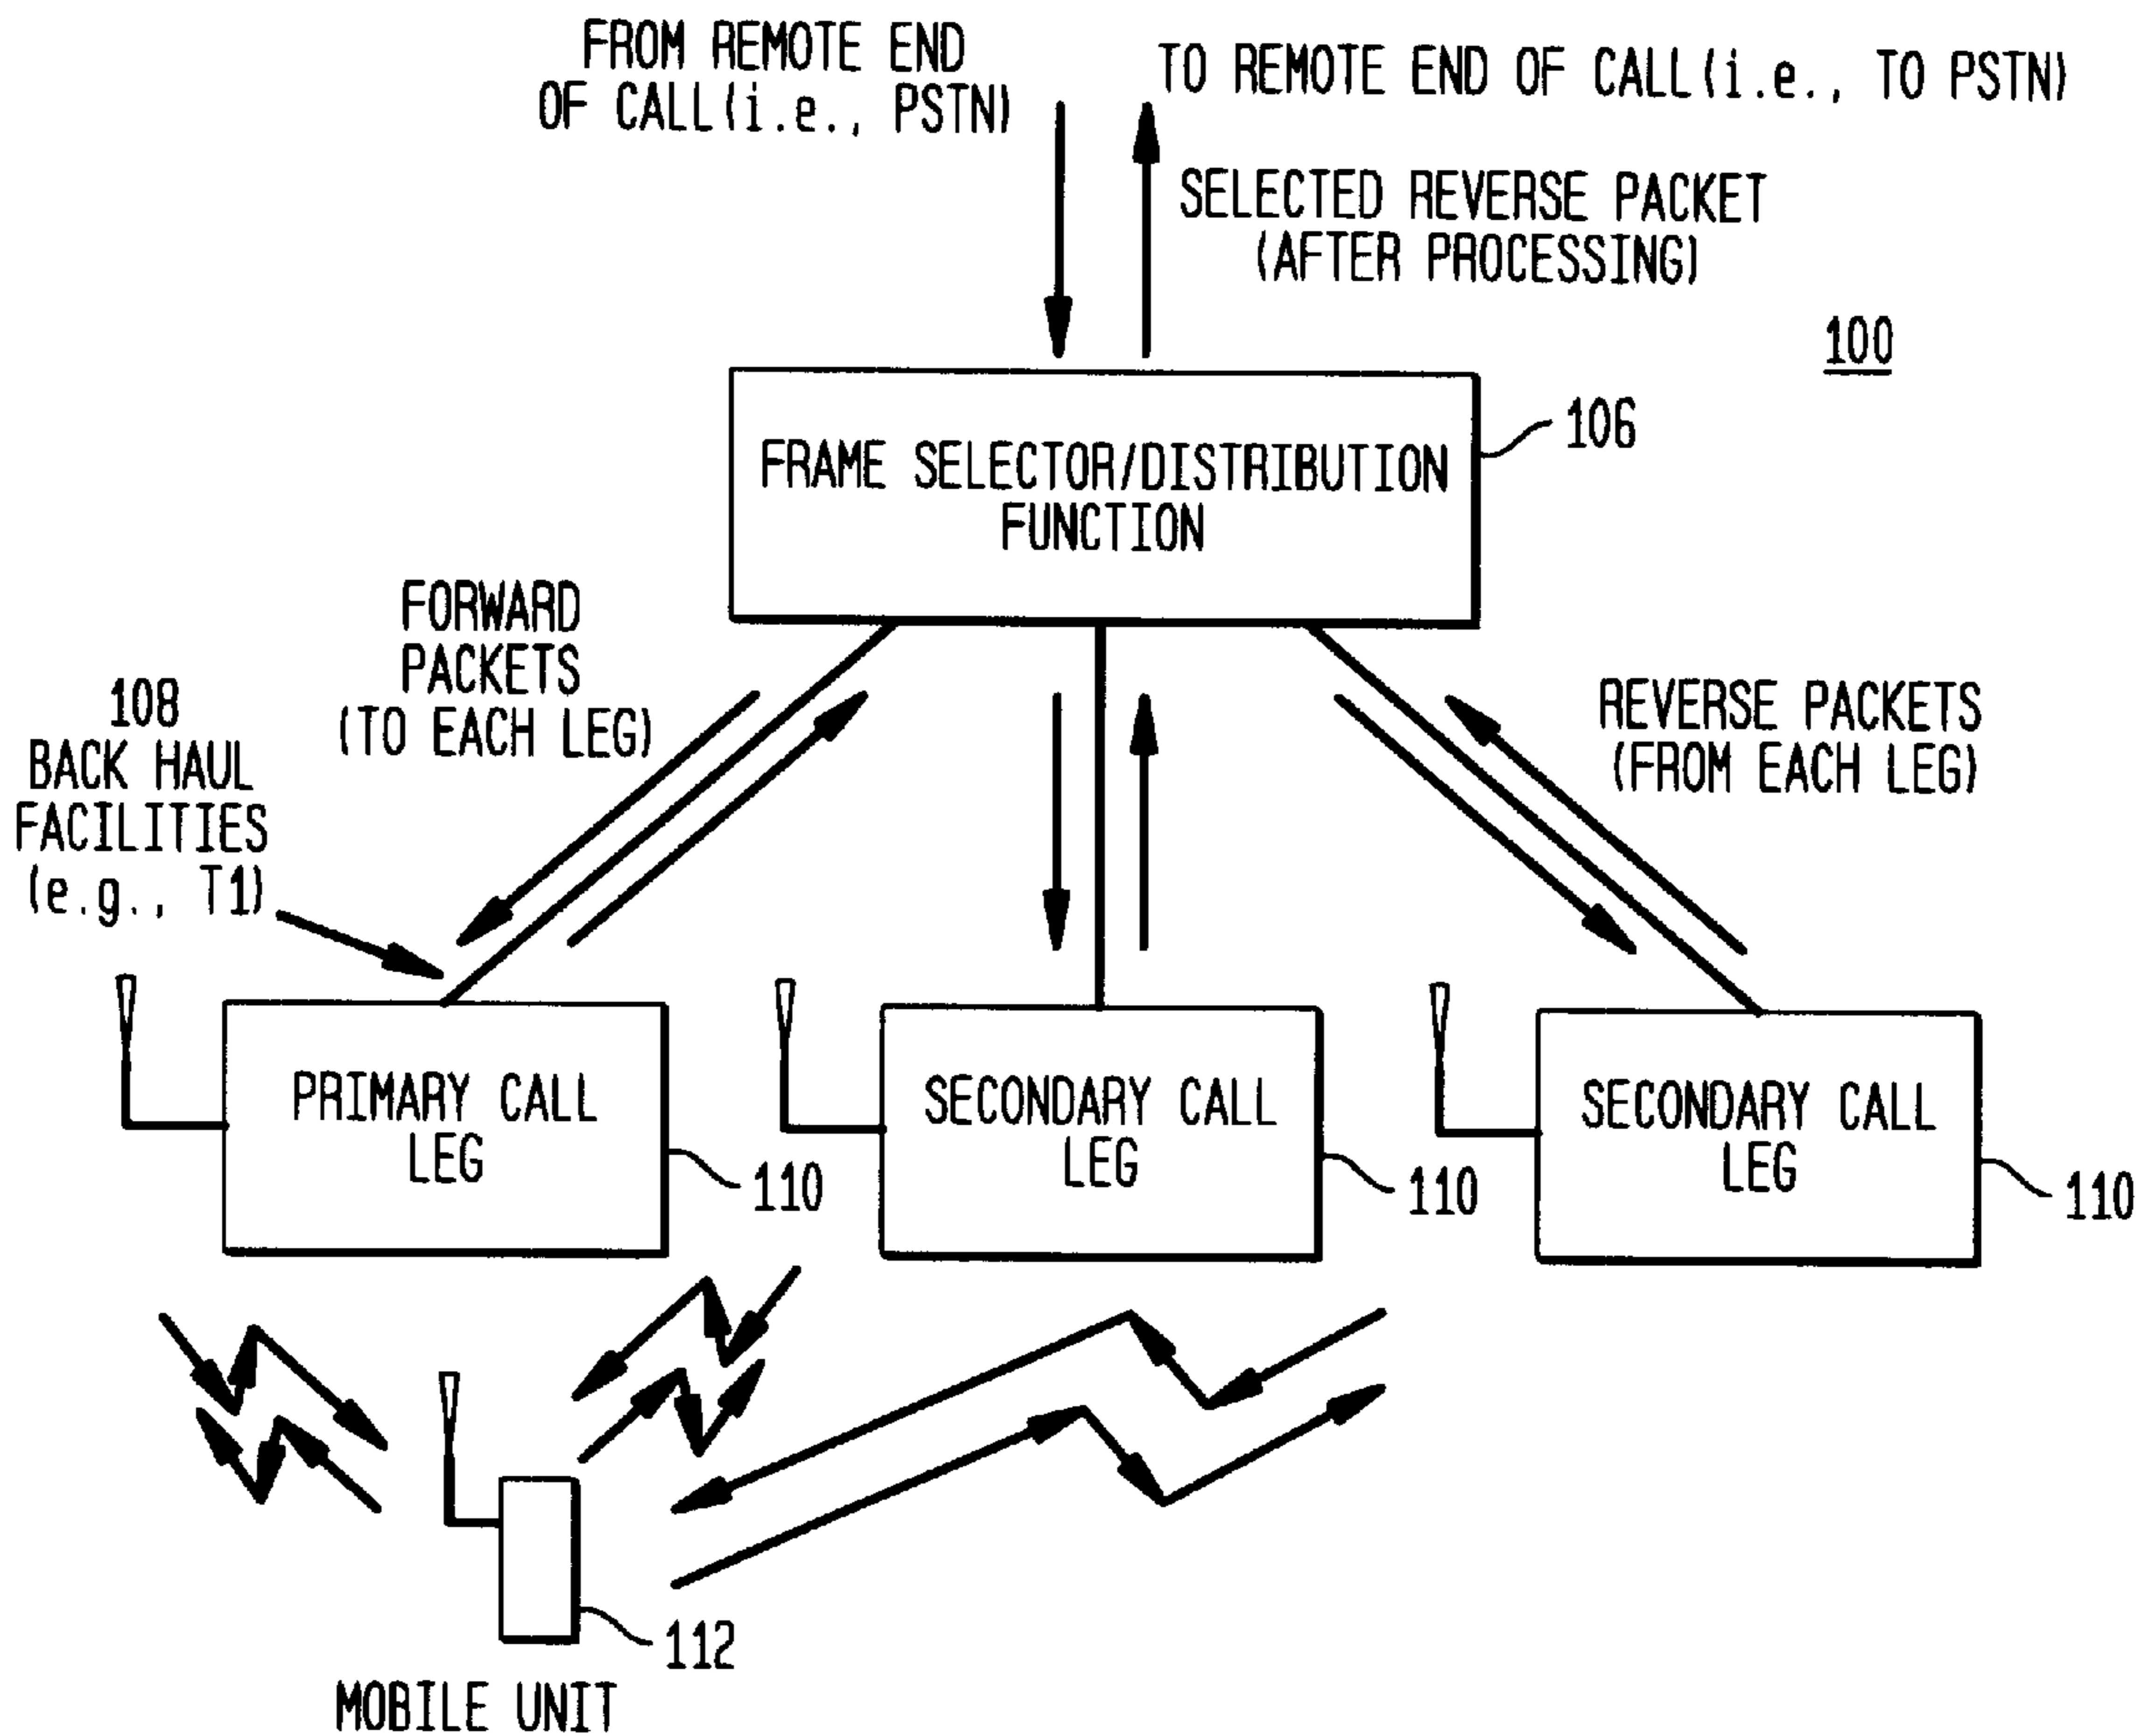 FROM REMOTE END
OF CALL(i.e., PSTN)
TO REMOTE END OF CALL(i.e., TO PSTN)
SELECTED REVERSE PACKET
(AFTER PROCESSING)
100
106
FRAME SELECTOR/DISTRIBUTION
FUNCTION
FORWARD
PACKETS
(TO EACH LEG)
REVERSE PACKETS
(FROM EACH LEG)
108
BACK HAUL
FACILITIES
(e.g., T1)
PRIMARY CALL
LEG
110
SECONDARY CALL
LEG
110
SECONDARY CALL
LEG
110
112
MOBILE UNIT